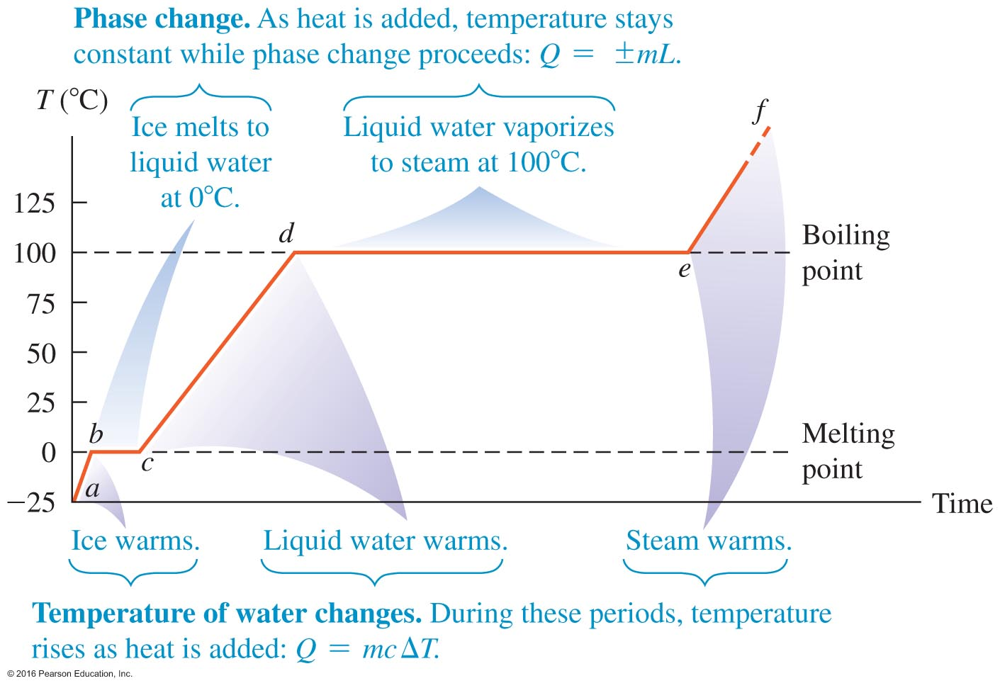 Phase change. As heat is added, temperature stays
constant while phase change proceeds: Q = ±mL.
T (°C)
Ice melts to
liquid water
at 0°C.
Liquid water vaporizes
to steam at 100°C.
f
125
100
75
50
25
0
−25
d
e
b
c
a
Boiling
point
Melting
point
Time
Ice warms.
Liquid water warms.
Steam warms.
Temperature of water changes. During these periods, temperature
rises as heat is added: Q = mc ΔT.
© 2016 Pearson Education, Inc.